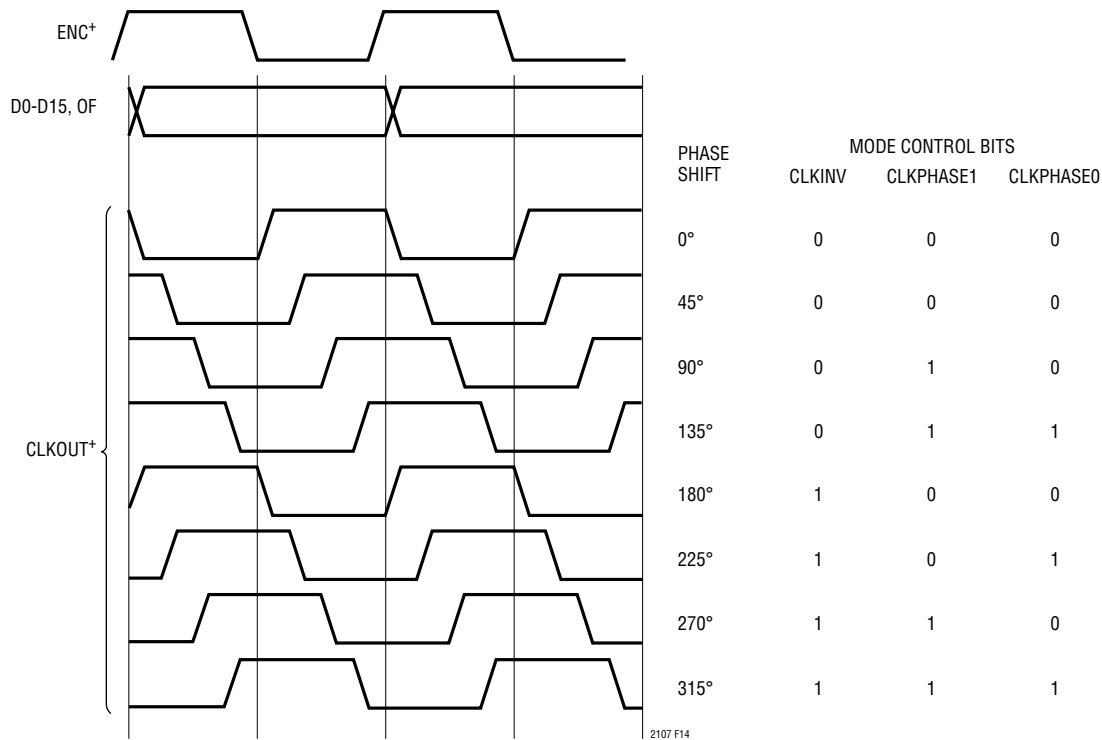 ENC+
D0-D15, OF
CLKOUT+
PHASE SHIFT
MODE CONTROL BITS
CLKINV CLKPHASE1 CLKPHASE0
0° 0 0 0
45° 0 0 0
90° 0 1 0
135° 0 1 1
180° 1 0 0
225° 1 0 1
270° 1 1 0
315° 1 1 1
2107 F14